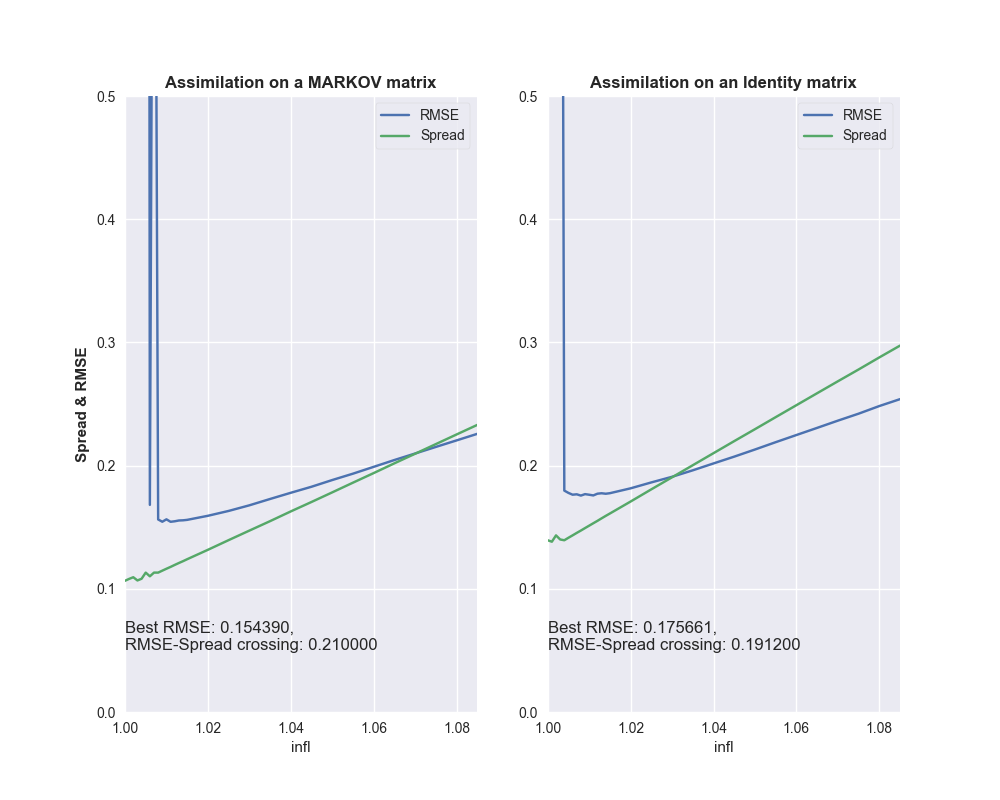 Assimilation on a MARKOV matrix
RMSE
Spread
0.5
0.4
0.3
0.2
0.1
0.0
Spread & RMSE
Best RMSE: 0.154390,
RMSE-Spread crossing: 0.210000
1.00 1.02 1.04 1.06 1.08
infl
Assimilation on an Identity matrix
RMSE
Spread
0.5
0.4
0.3
0.2
0.1
0.0
Best RMSE: 0.175661,
RMSE-Spread crossing: 0.191200
1.00 1.02 1.04 1.06 1.08
infl